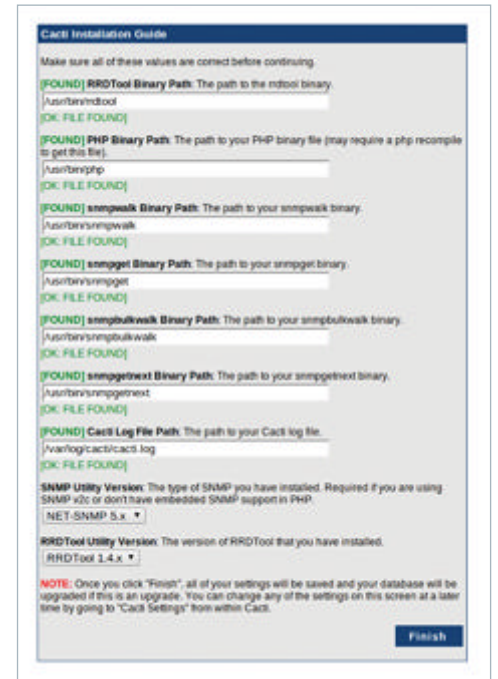 Cacti Installation Guide
Make sure all of these values are correct before continuing.
[FOUND] RRDTool Binary Path: The path to the rrdtool binary.
/usr/bin/rrdtool
[OK: FILE FOUND]
[FOUND] PHP Binary Path: The path to your PHP binary file (may require a php recompile
to get this file).
/usr/bin/php
[OK: FILE FOUND]
[FOUND] snmpwalk Binary Path: The path to your snmpwalk binary.
/usr/bin/snmpwalk
[OK: FILE FOUND]
[FOUND] snmpget Binary Path: The path to your snmpget binary.
/usr/bin/snmpget
[OK: FILE FOUND]
[FOUND] snmpbulkwalk Binary Path: The path to your snmpbulkwalk binary.
/usr/bin/snmpbulkwalk
[OK: FILE FOUND]
[FOUND] snmpgetnext Binary Path: The path to your snmpgetnext binary.
/usr/bin/snmpgetnext
[OK: FILE FOUND]
[FOUND] Cacti Log File Path: The path to your Cacti log file.
/var/log/cacti/cacti.log
[OK: FILE FOUND]
SNMP Utility Version: The type of SNMP you have installed. Required if you are using
SNMP v2c or don't have embedded SNMP support in PHP.
NET-SNMP 5.x
RRDTool Utility Version: The version of RRDTool that you have installed.
RRDTool 1.4.x
NOTE: Once you click "Finish", all of your settings will be saved and your database will be
upgraded if this is an upgrade. You can change any of the settings on this screen at a later
time by going to "Cacti Settings" from within Cacti.
Finish